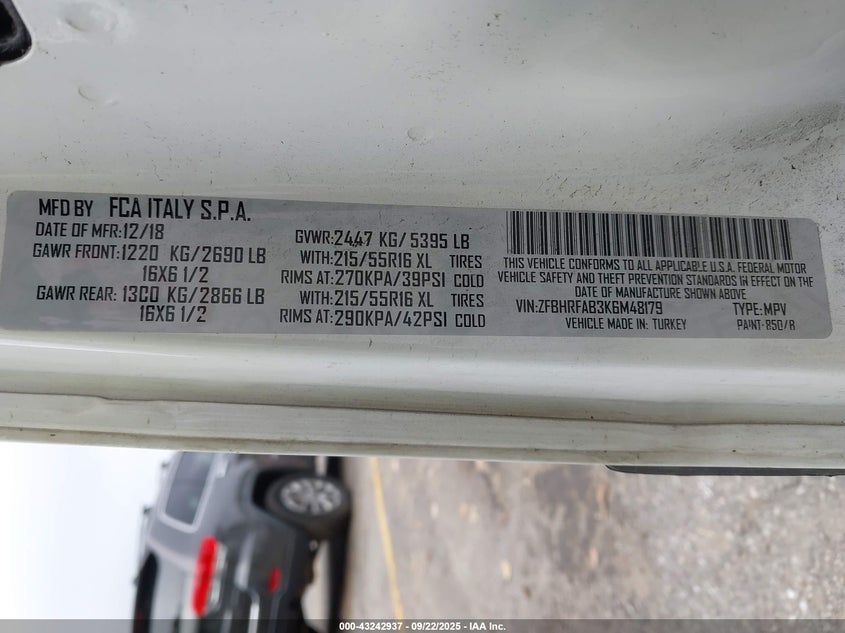 MFD BY FCA ITALY S.P.A.
DATE OF MFR:12/18
GAWR FRONT:1220 KG/2690 LB
16X6 1/2
GAWR REAR: 13C0 KG/2866 LB
16X6 1/2
GVWR:2447 KG/5395 LB
WITH:215/55R16 XL TIRES
RIMS AT:270KPA/39PSI COLD
WITH:215/55R16 XL TIRES
RIMS AT:290KPA/42PSI COLD
THIS VEHICLE CONFORMS TO ALL APPLICABLE U.S.A. FEDERAL MOTOR
VEHICLE SAFETY AND THEFT PREVENTION STANDARDS IN EFFECT ON THE
DATE OF MANUFACTURE SHOWN ABOVE
VIN:ZFBHRFAB3K6M48179 TYPE:MPV
VEHICLE MADE IN: TURKEY PAINT:850/B
000-43242937 - 09/22/2025 - IAA Inc.